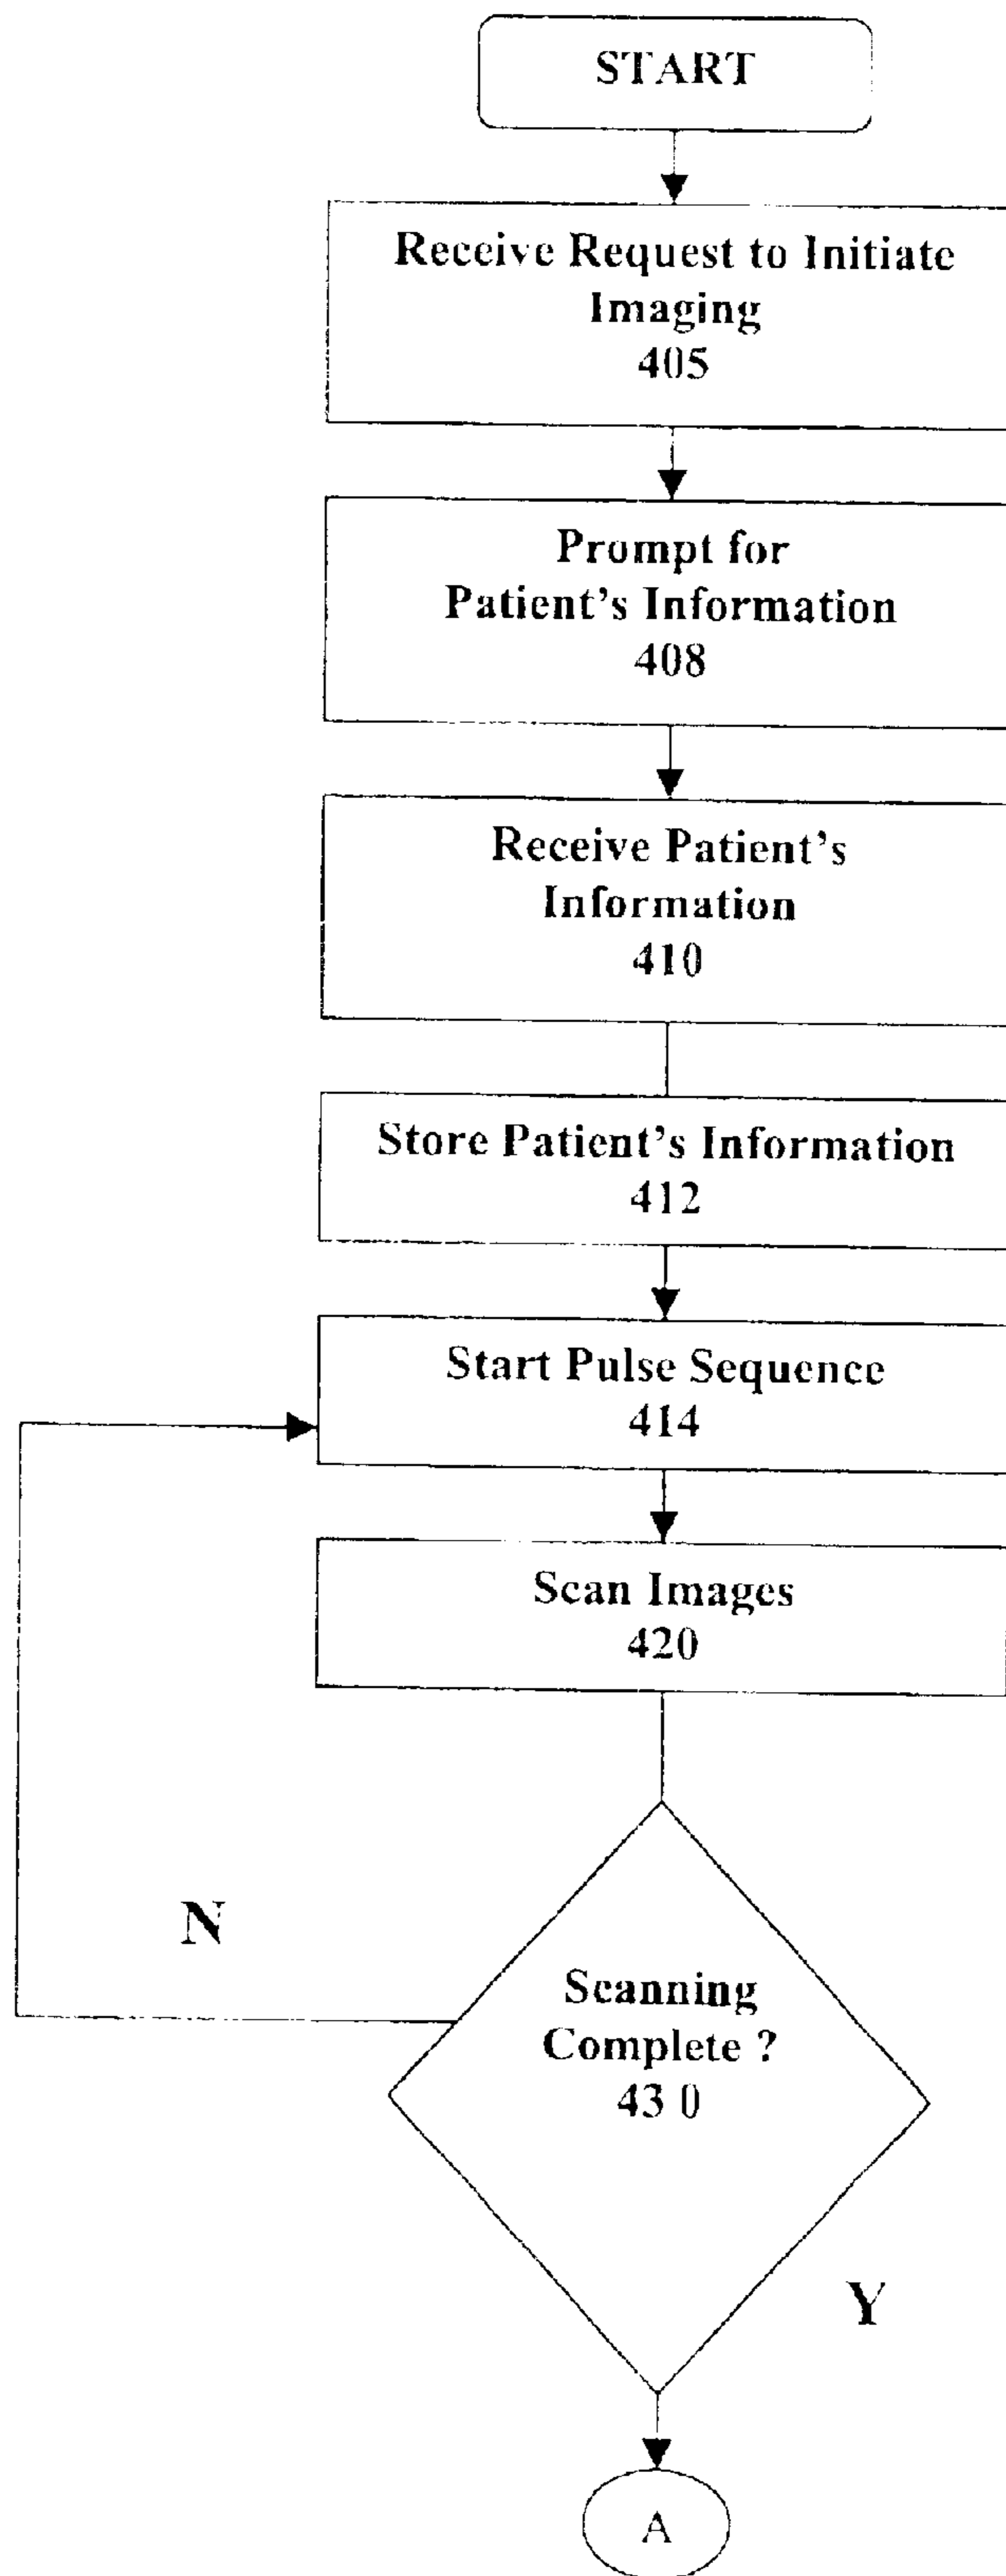 START
Receive Request to Initiate
Imaging
405
Prompt for
Patient's Information
408
Receive Patient's
Information
410
Store Patient's Information
412
Start Pulse Sequence
414
Scan Images
420
N
Scanning
Complete ?
43 0
Y
A